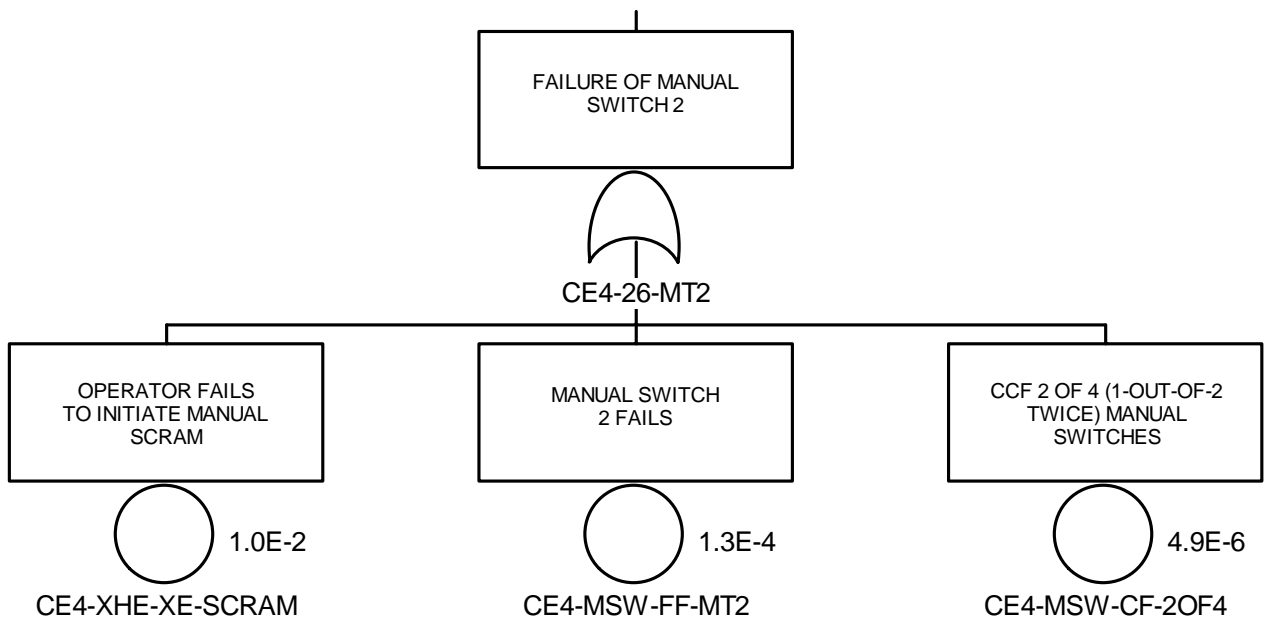 FAILURE OF MANUAL
SWITCH 2
CE4-26-MT2
OPERATOR FAILS
TO INITIATE MANUAL
SCRAM
MANUAL SWITCH
2 FAILS
CCF 2 OF 4 (1-OUT-OF-2
TWICE) MANUAL
SWITCHES
1.0E-2
1.3E-4
4.9E-6
CE4-XHE-XE-SCRAM
CE4-MSW-FF-MT2
CE4-MSW-CF-2OF4